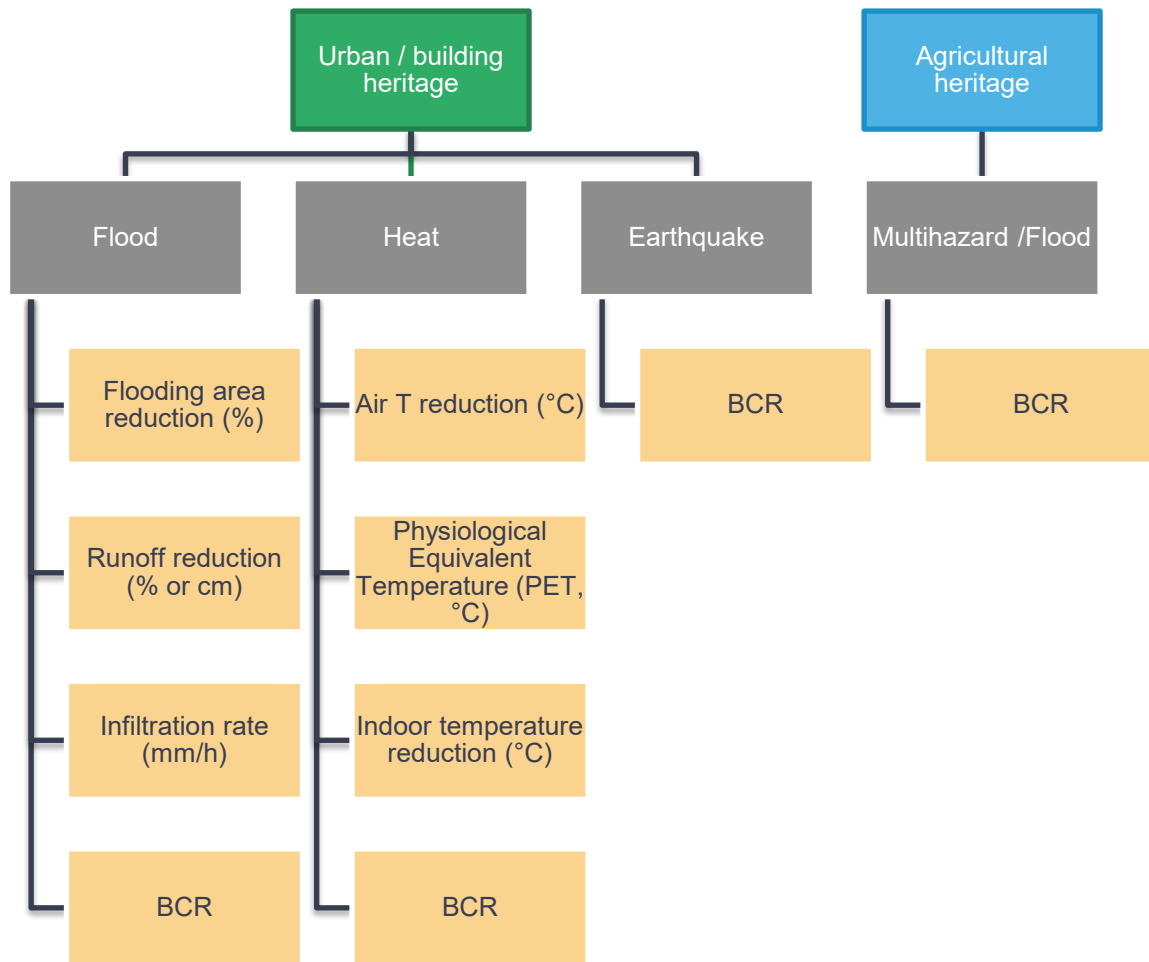 Urban / building
heritage
Agricultural
heritage
Flood
Heat
Earthquake
Multihazard /Flood
Flooding area
reduction (%)
Air T reduction (°C)
BCR
BCR
Runoff reduction
(% or cm)
Physiological
Equivalent
Temperature (PET,
°C)
Infiltration rate
(mm/h)
Indoor temperature
reduction (°C)
BCR
BCR